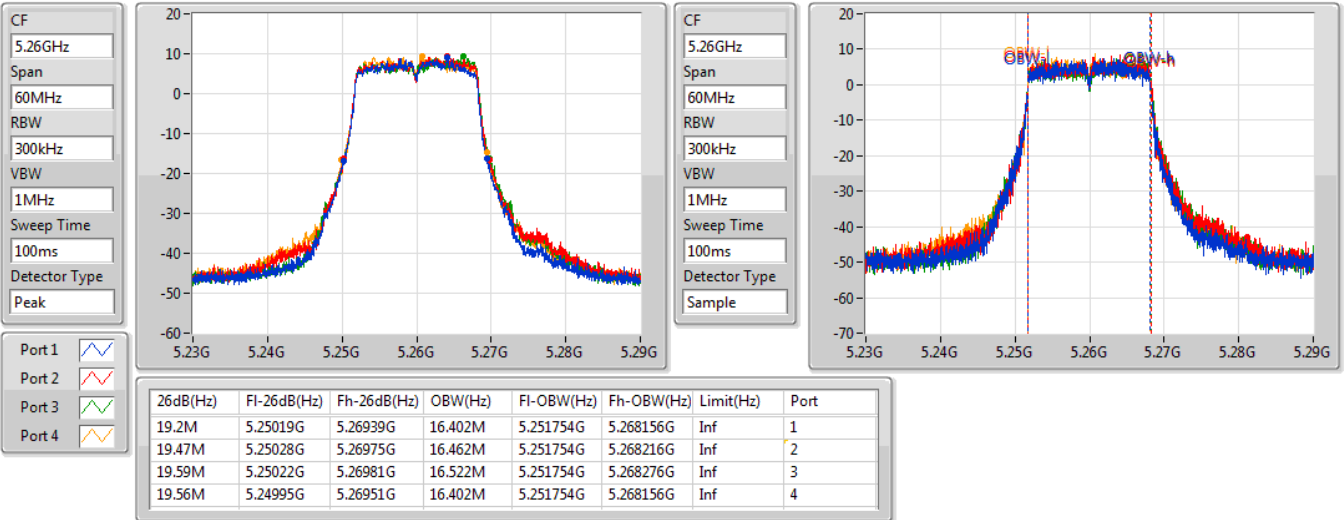 CF
5.26GHz
Span
60MHz
RBW
300kHz
VBW
1MHz
Sweep Time
100ms
Detector Type
Peak
20
10
0
-10
-20
-30
-40
-50
-60
5.23G 5.24G 5.25G 5.26G 5.27G 5.28G 5.29G
CF
5.26GHz
Span
60MHz
RBW
300kHz
VBW
1MHz
Sweep Time
100ms
Detector Type
Sample
20
10
0
-10
-20
-30
-40
-50
-60
-70
OBW-h
5.23G 5.24G 5.25G 5.26G 5.27G 5.28G 5.29G
Port 1
Port 2
Port 3
Port 4
26dB(Hz) Fl-26dB(Hz) Fh-26dB(Hz) OBW(Hz) Fl-OBW(Hz) Fh-OBW(Hz) Limit(Hz) Port
19.2M 5.25019G 5.26939G 16.402M 5.251754G 5.268156G Inf 1
19.47M 5.25028G 5.26975G 16.462M 5.251754G 5.268216G Inf 2
19.59M 5.25022G 5.26981G 16.522M 5.251754G 5.268276G Inf 3
19.56M 5.24995G 5.26951G 16.402M 5.251754G 5.268156G Inf 4